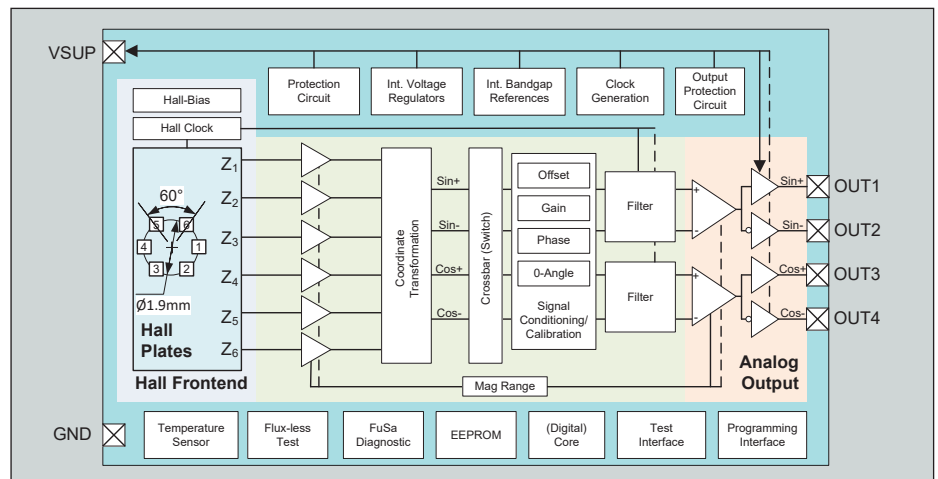 VSUP
Protection
Circuit
Int. Voltage
Regulators
Int. Bandgap
References
Clock
Generation
Output
Protection
Circuit
Hall-Bias
Hall Clock
Z1
Z2
Z3
Z4
Z5
Z6
60°
5
6
4
1
3
2
Ø1.9mm
Hall
Plates
Hall Frontend
Coordinate
Transformation
Sin+
Sin-
Cos+
Cos-
Crossbar (Switch)
Offset
Gain
Phase
0-Angle
Signal
Conditioning/
Calibration
Filter
Filter
+
-
+
-
Sin+
Sin-
Cos+
Cos-
OUT1
OUT2
OUT3
OUT4
Analog
Output
Mag Range
GND
Temperature
Sensor
Flux-less
Test
FuSa
Diagnostic
EEPROM
(Digital)
Core
Test
Interface
Programming
Interface